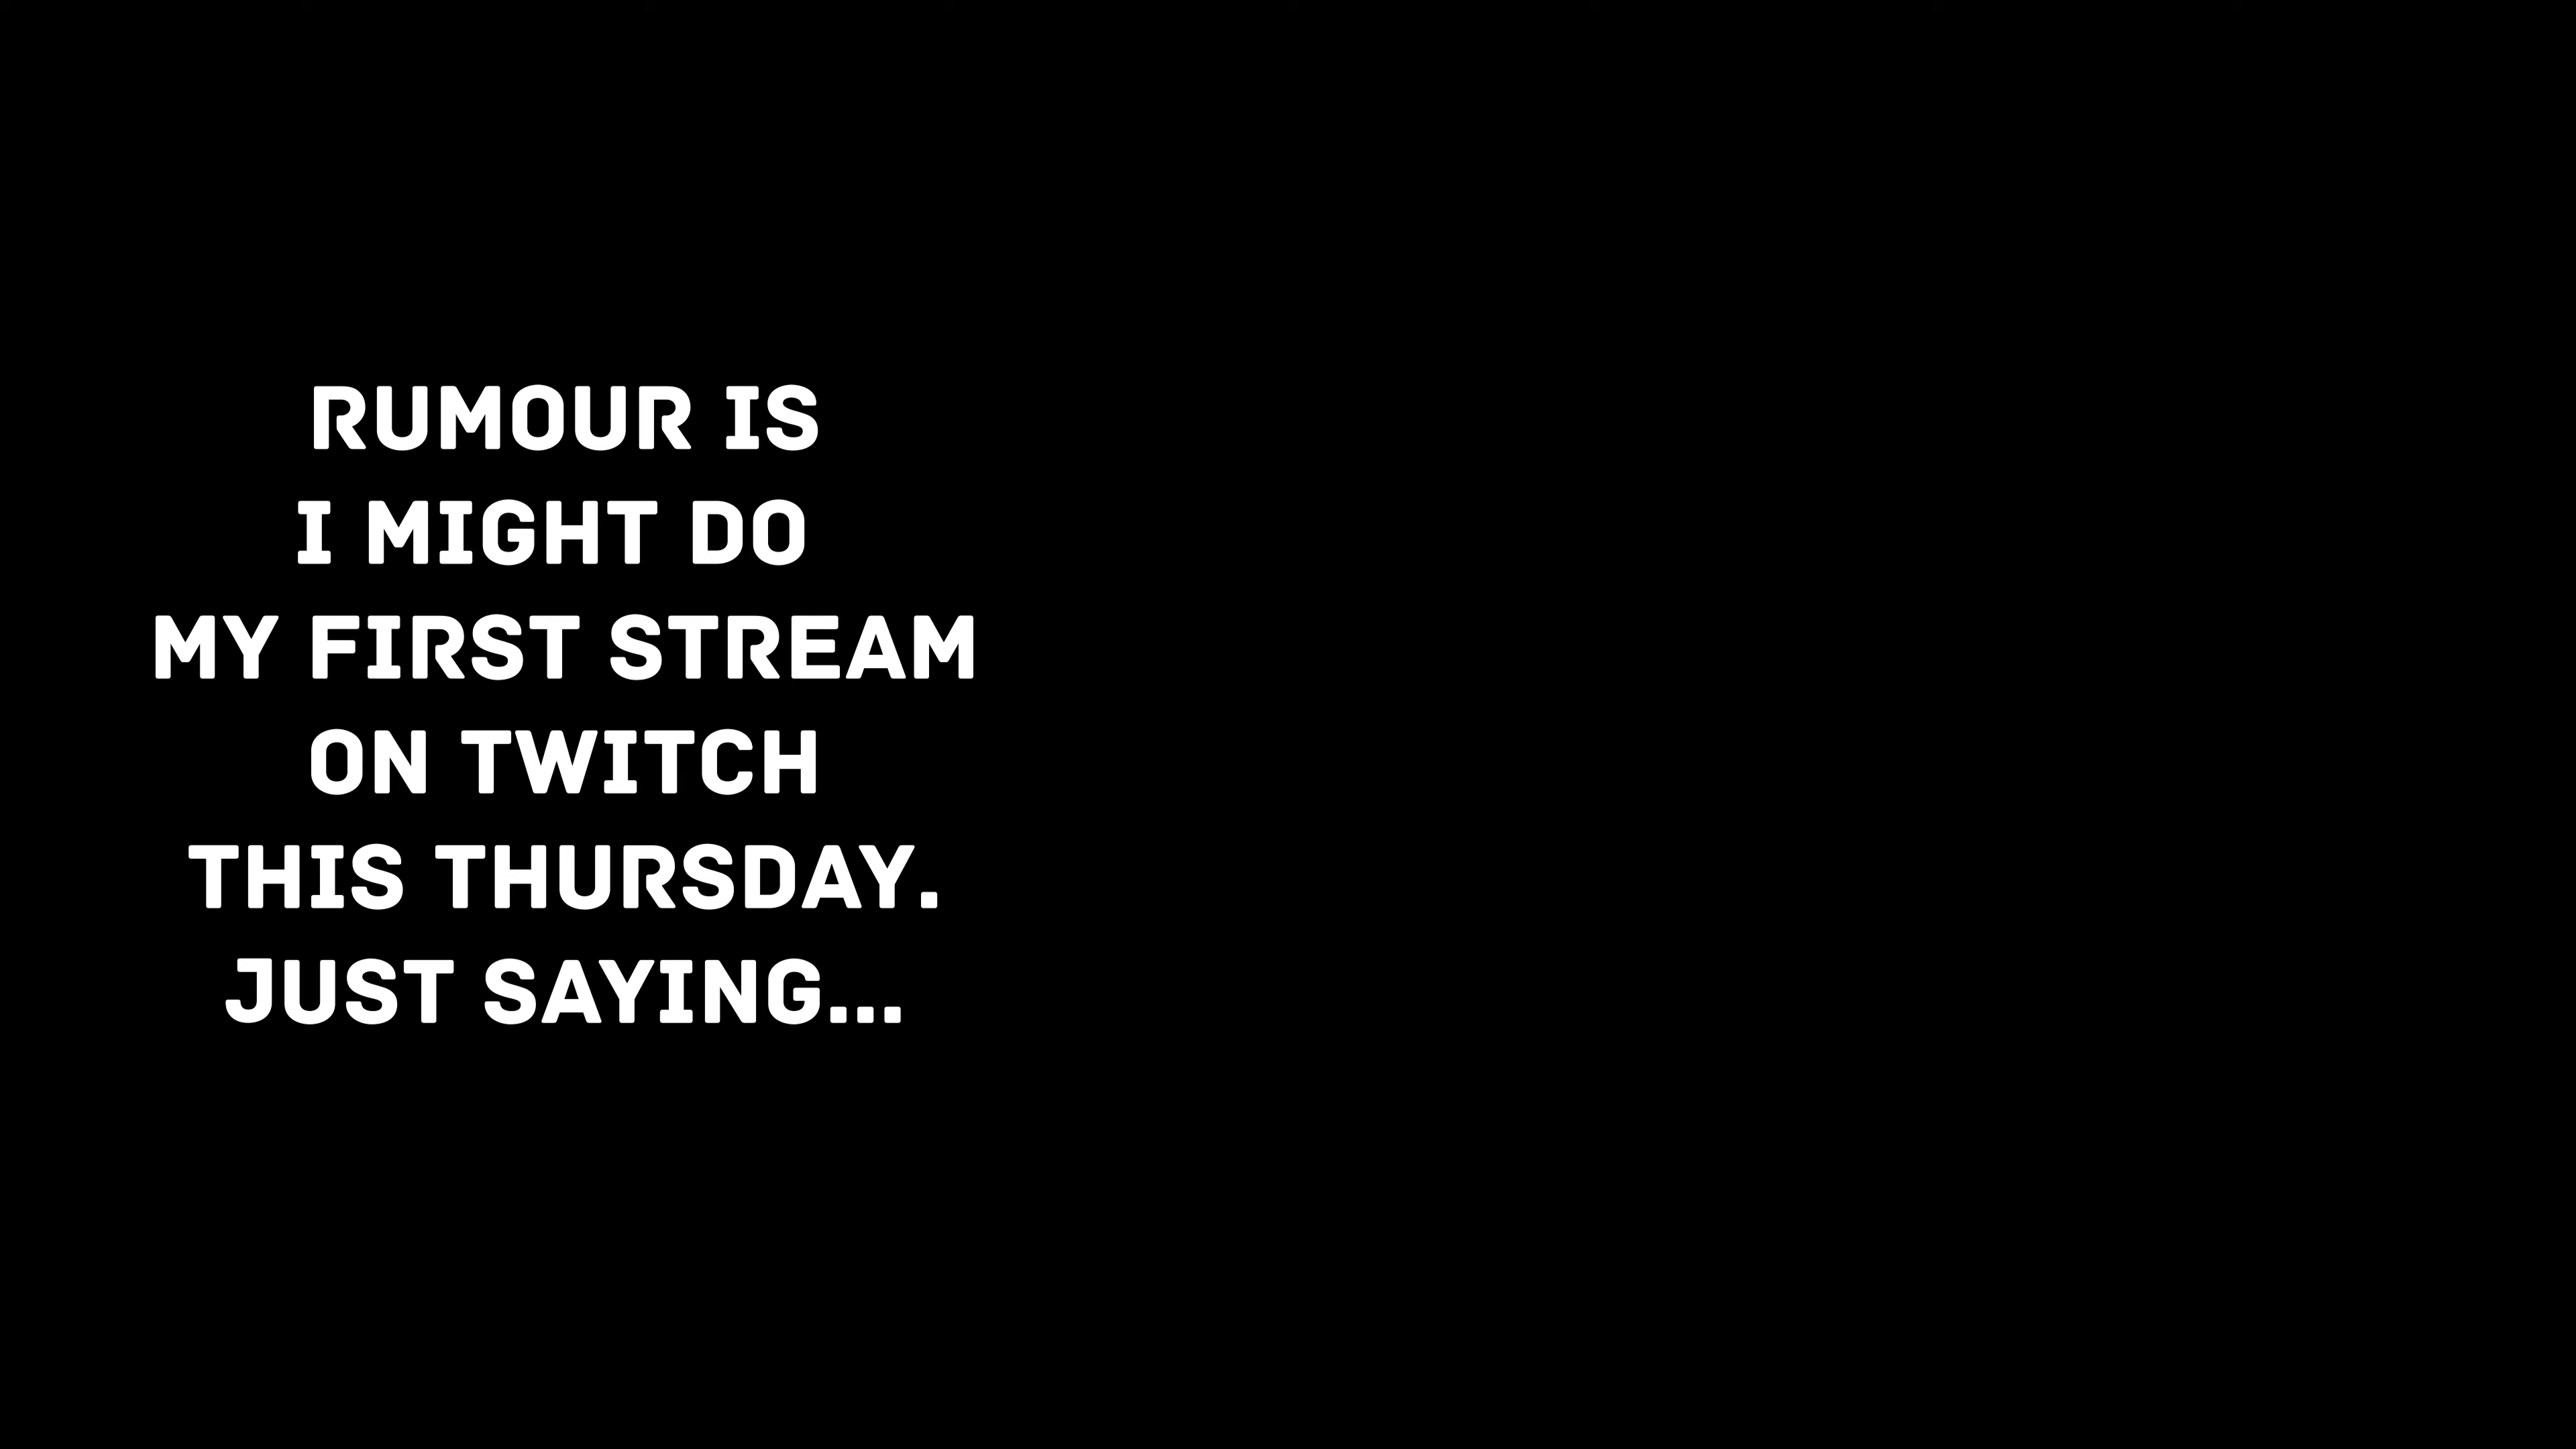 RUMOUR IS
I MIGHT DO
MY FIRST STREAM
ON TWITCH
THIS THURSDAY.
JUST SAYING...